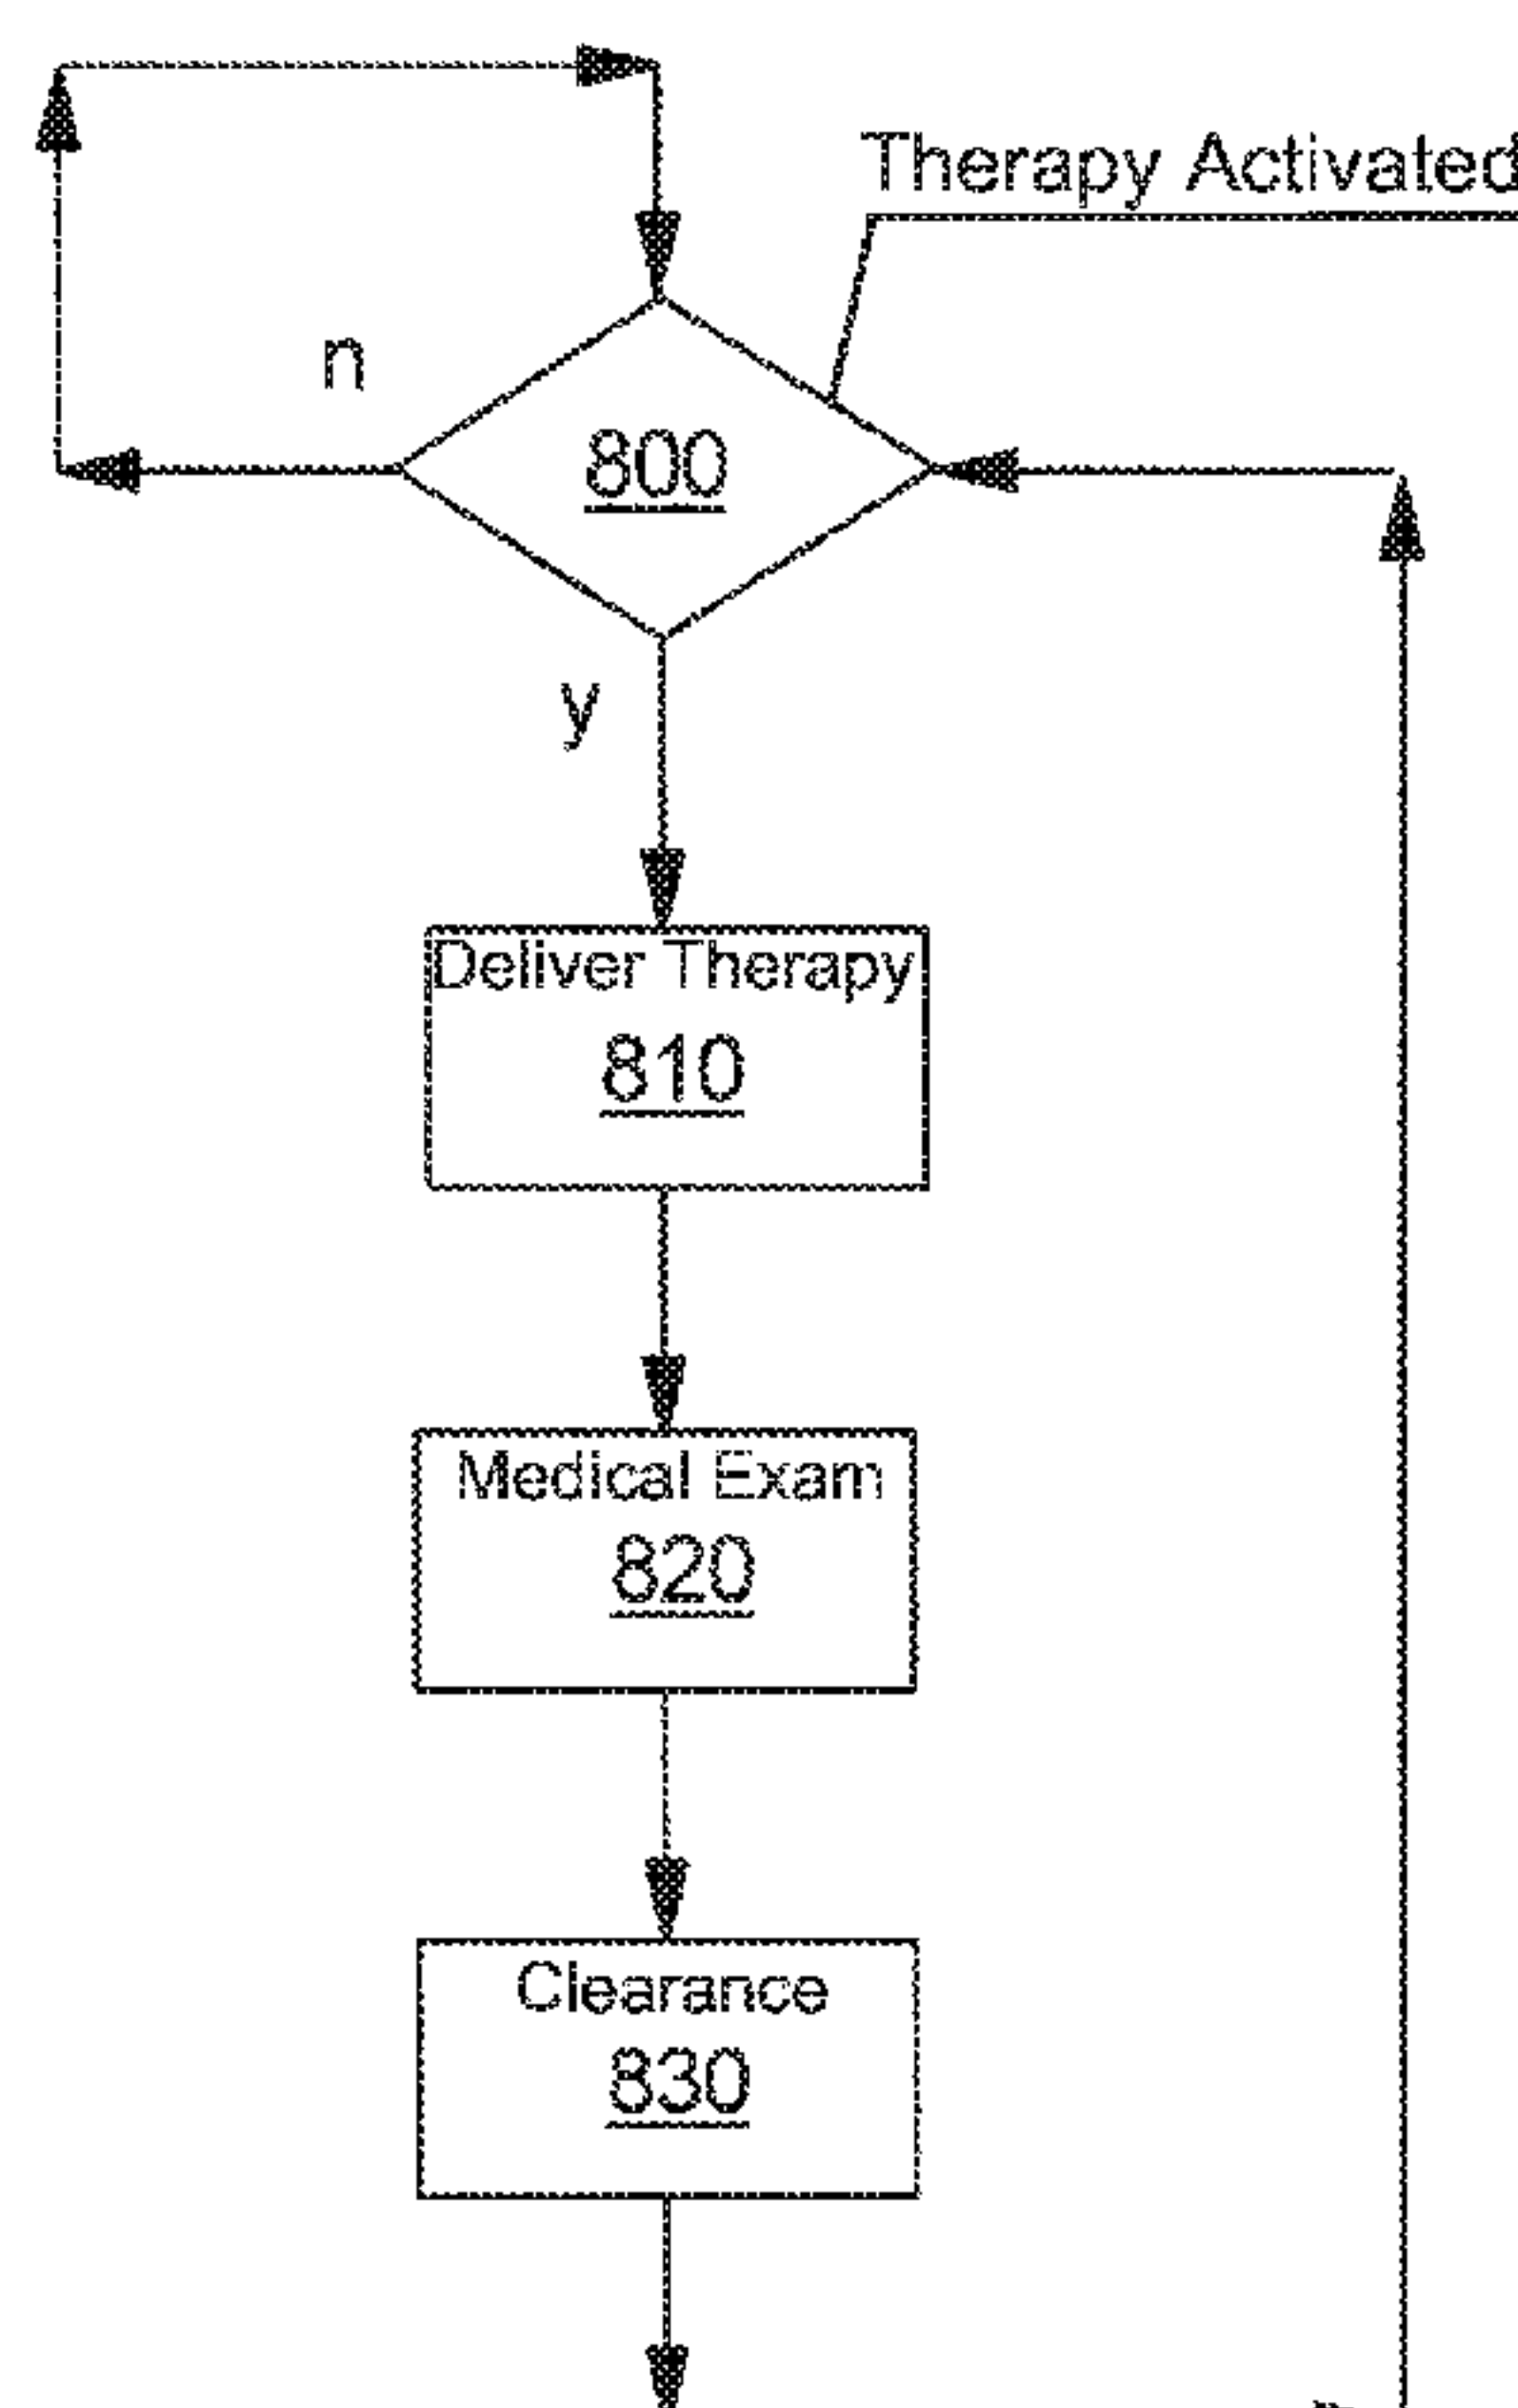 Therapy Activated
n
800
y
Deliver Therapy
810
Medical Exam
820
Clearance
830